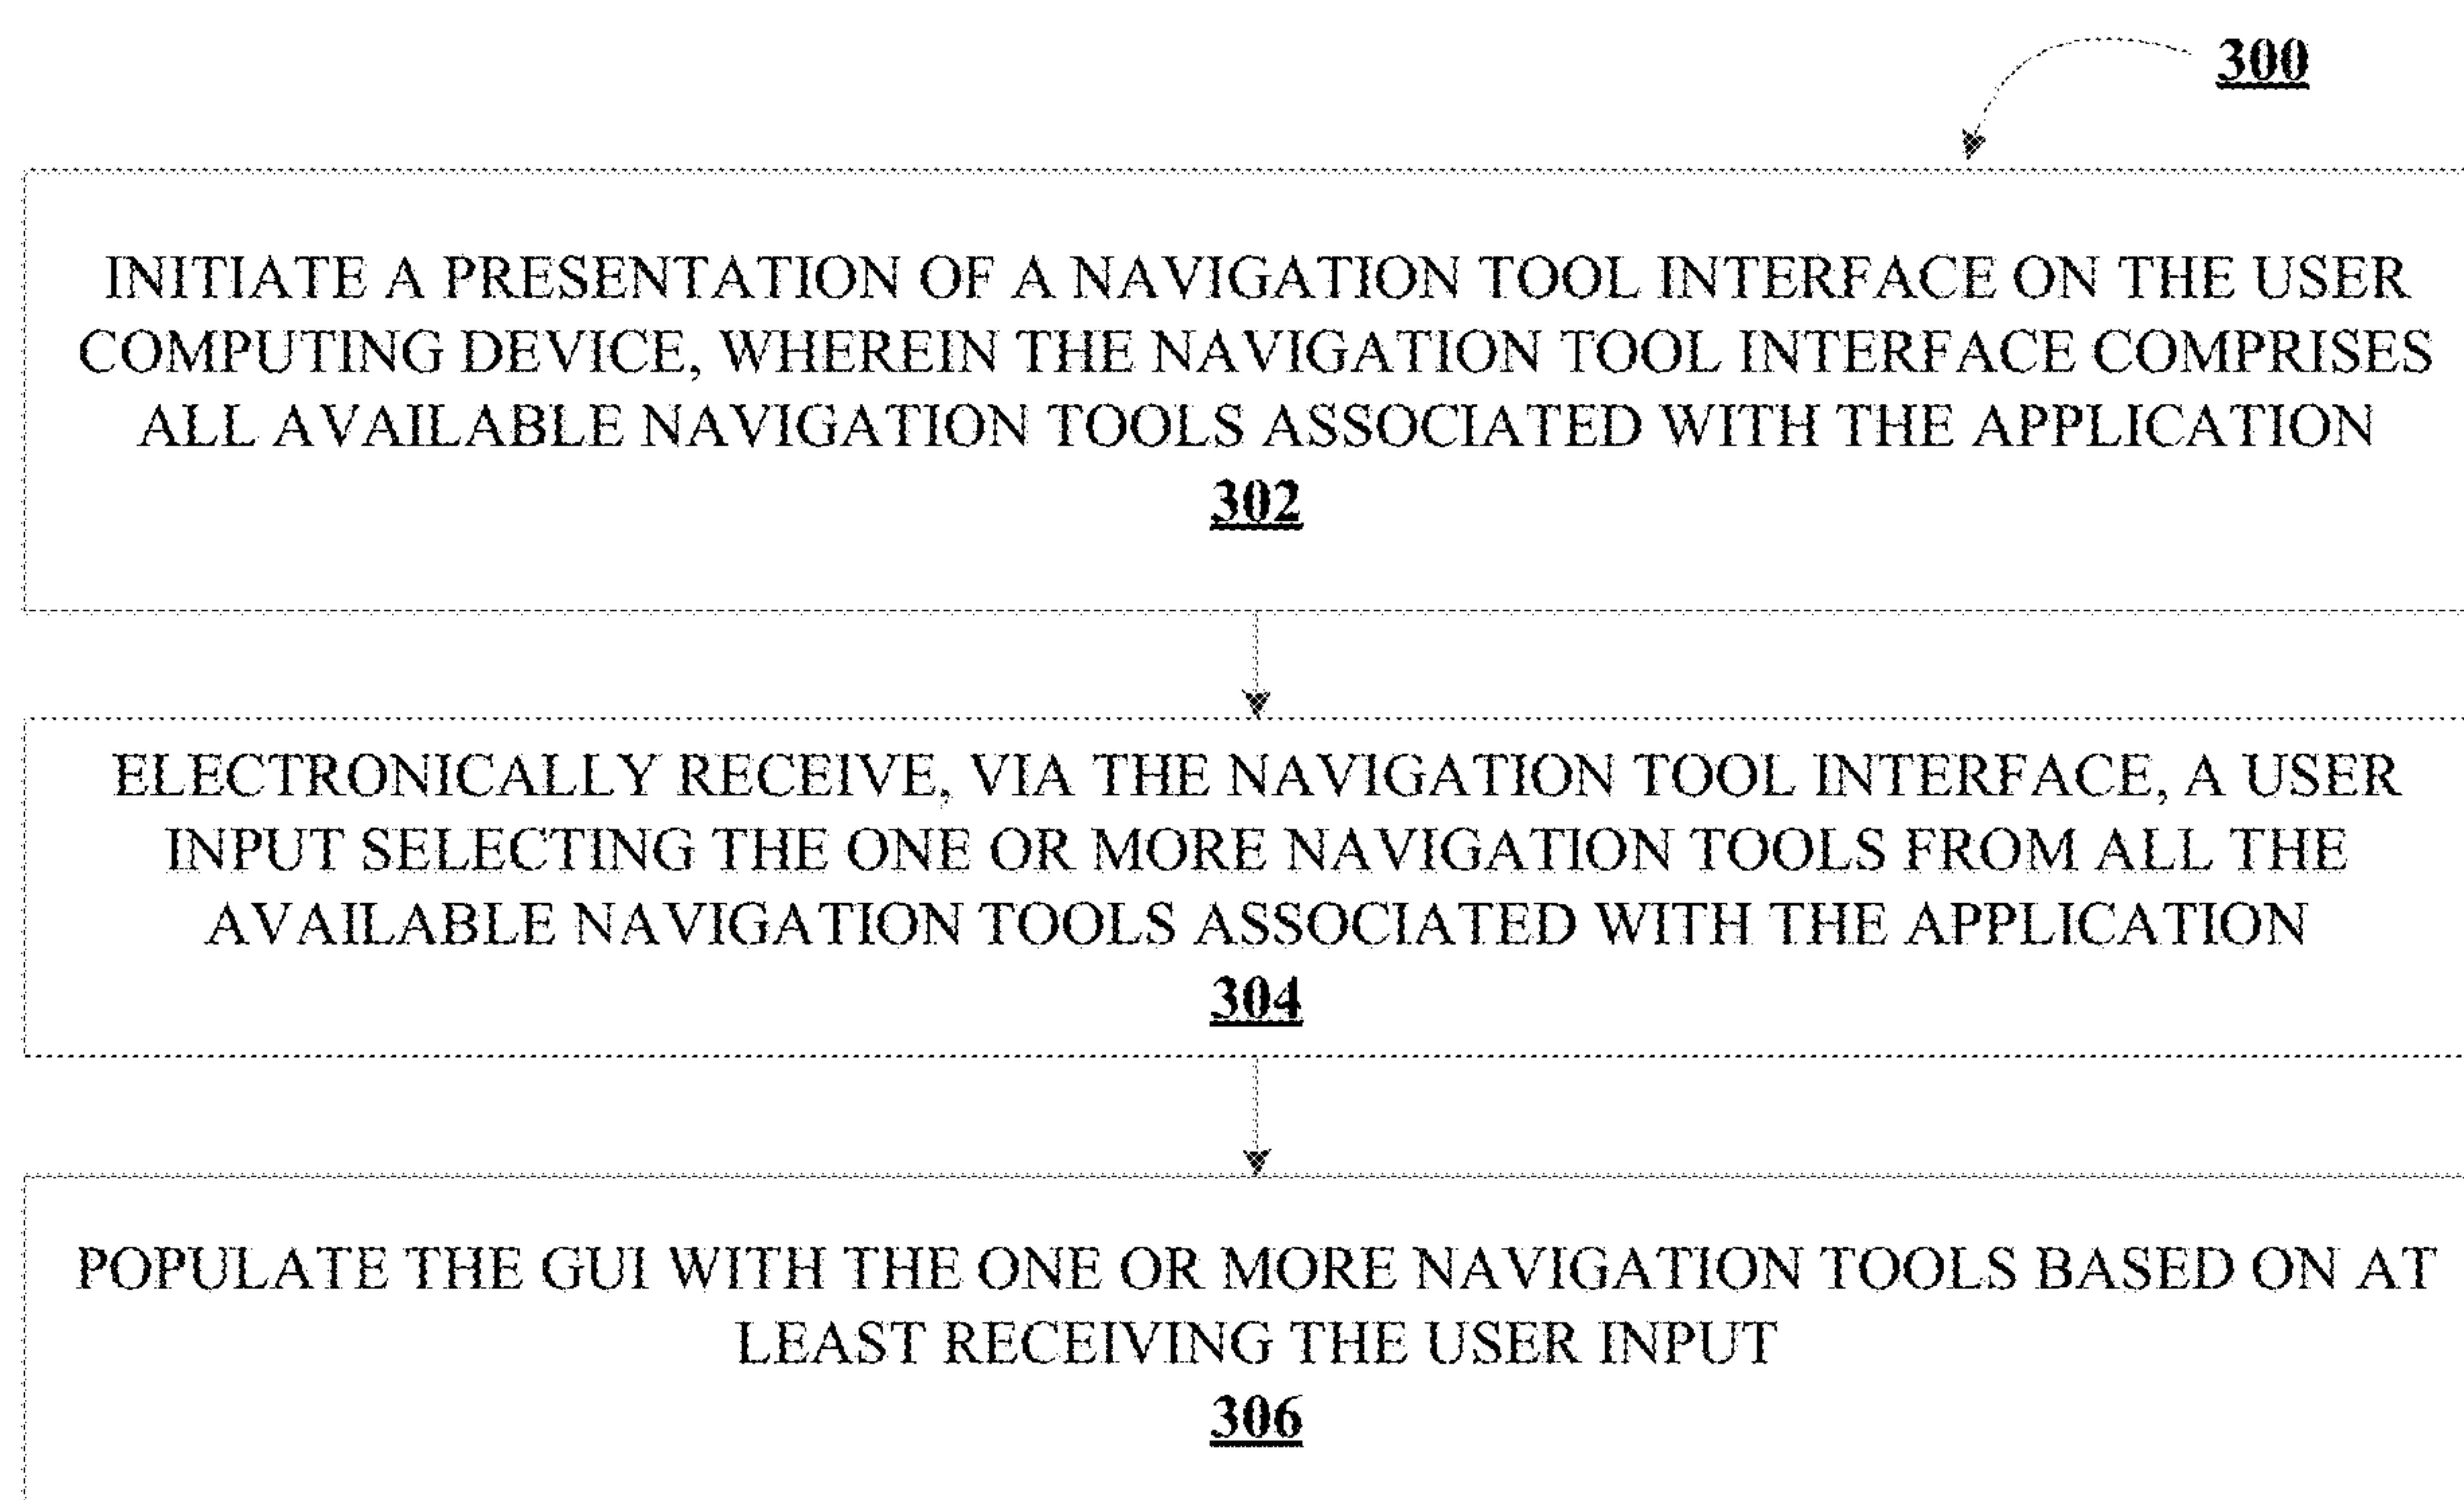 300
INITIATE A PRESENTATION OF A NAVIGATION TOOL INTERFACE ON THE USER
COMPUTING DEVICE, WHEREIN THE NAVIGATION TOOL INTERFACE COMPRISES
ALL AVAILABLE NAVIGATION TOOLS ASSOCIATED WITH THE APPLICATION
302
ELECTRONICALLY RECEIVE, VIA THE NAVIGATION TOOL INTERFACE, A USER
INPUT SELECTING THE ONE OR MORE NAVIGATION TOOLS FROM ALL THE
AVAILABLE NAVIGATION TOOLS ASSOCIATED WITH THE APPLICATION
304
POPULATE THE GUI WITH THE ONE OR MORE NAVIGATION TOOLS BASED ON AT
LEAST RECEIVING THE USER INPUT
306